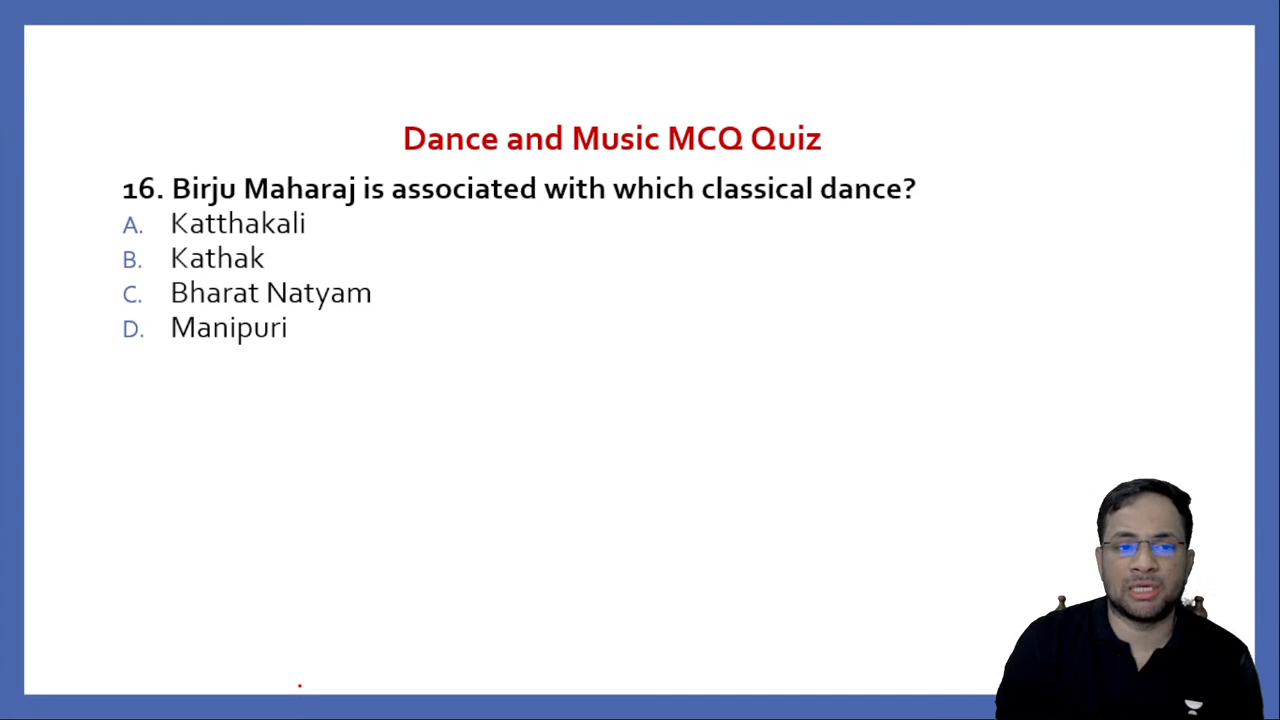 Dance and Music MCQ Quiz
16. Birju Maharaj is associated with which classical dance?
A. Katthakali
B. Kathak
C. Bharat Natyam
D. Manipuri